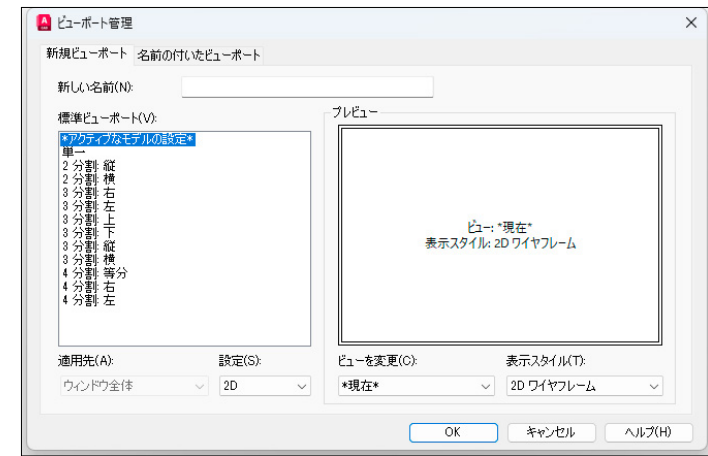 ビューポート管理
新規ビューポート 名前の付いたビューポート
新しい名前(N):
標準ビューポート(V):
*アクティブなモデルの設定*
単一
2 分割: 縦
2 分割: 横
3 分割: 右
3 分割: 左
3 分割: 上
3 分割: 下
3 分割: 縦
3 分割: 横
4 分割: 等分
4 分割: 右
4 分割: 左
プレビュー
ビュー: *現在*
表示スタイル: 2D ワイヤフレーム
適用先(A): 設定(S): ビューを変更(C): 表示スタイル(T):
ウィンドウ全体 2D *現在* 2D ワイヤフレーム
OK キャンセル ヘルプ(H)